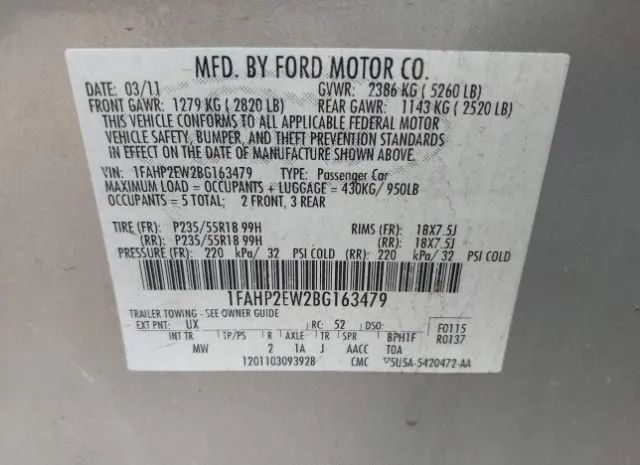 MFD. BY FORD MOTOR CO.
DATE: 03/11 GVWR: 2386 KG ( 5260 LB)
FRONT GAWR: 1279 KG ( 2820 LB) REAR GAWR: 1143 KG ( 2520 LB)
THIS VEHICLE CONFORMS TO ALL APPLICABLE FEDERAL MOTOR
VEHICLE SAFETY, BUMPER, AND THEFT PREVENTION STANDARDS
IN EFFECT ON THE DATE OF MANUFACTURE SHOWN ABOVE.
VIN: 1FAHP2EW2BG163479 TYPE: Passenger Car
MAXIMUM LOAD = OCCUPANTS + LUGGAGE = 430KG/ 950LB
OCCUPANTS = 5 TOTAL; 2 FRONT, 3 REAR
TIRE (FR): P235/55R18 99H RIMS (FR): 18X7.5J
(RR): P235/55R18 99H (RR): 18X7.5J
PRESSURE (FR): 220 kPa/ 32 PSI COLD (RR): 220 kPa/ 32 PSI COLD
1FAHP2EW2BG163479
TRAILER TOWING - SEE OWNER GUIDE
EXT PNT: UX RC: 52 DSO: F0115
INT TR TP/PS R AXLE TR SPR BPH1F R0137
MW 2 1A J AACC TOA
12011030939​2B CMC ▽5U5A-5420472-AA